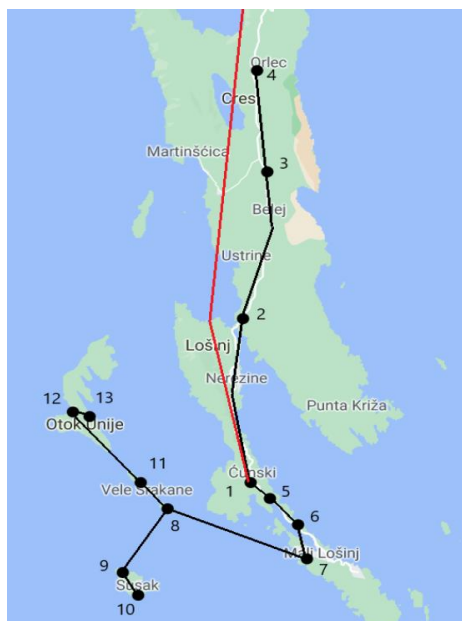 Orlec
4
Cres
Martinšćica
3
Belej
Ustrine
2
Lošinj
Nerezine
12
13
Otok Unije
Punta Križa
11
Ćunski
1
Vele Srakane
5
8
6
Mali Lošinj
7
9
Susak
10